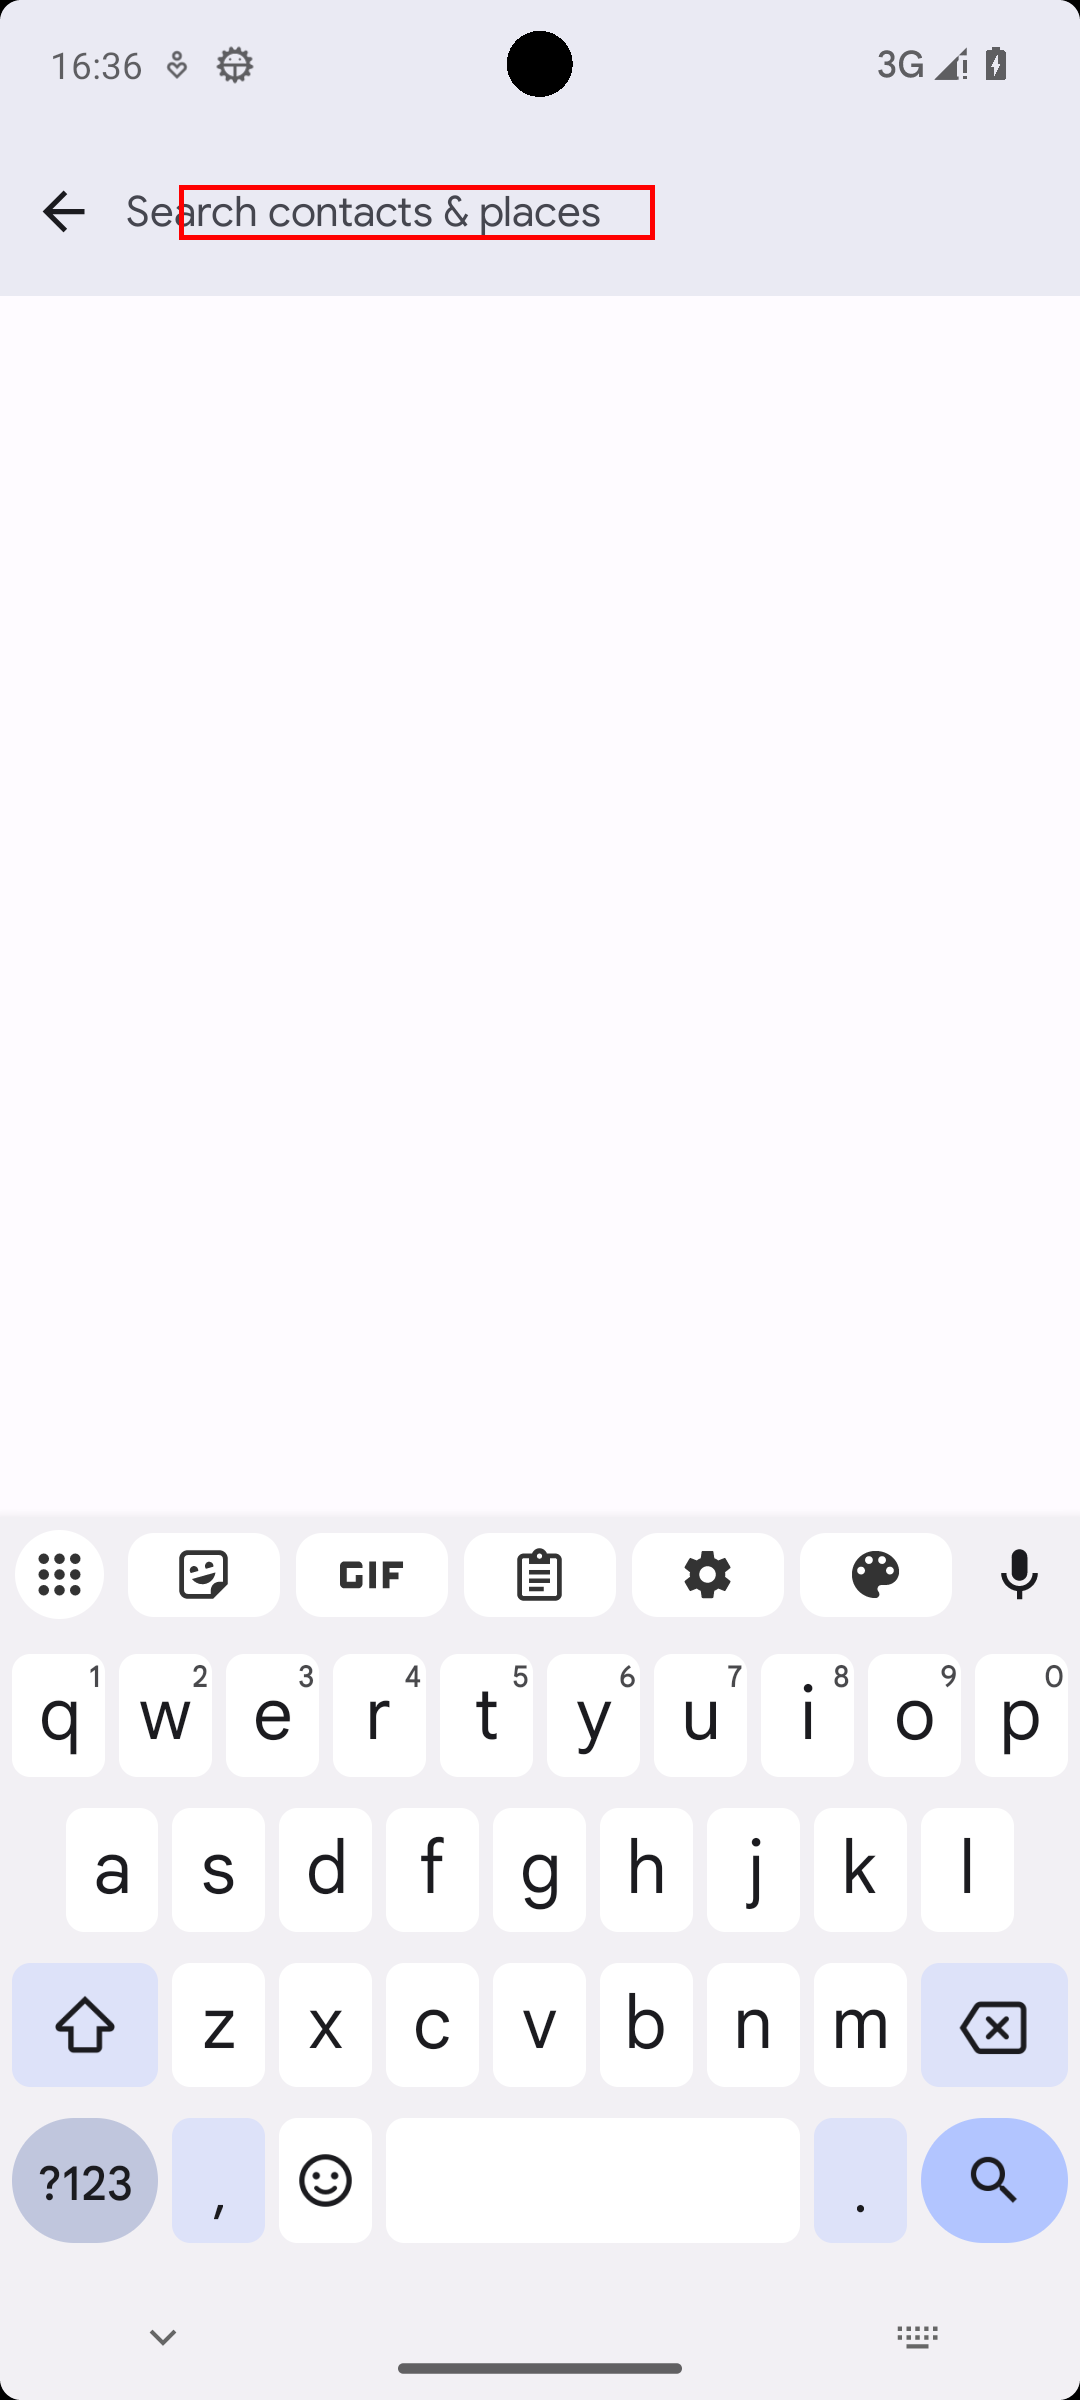 16:36
3G
Search contacts & places
GIF
q 1 w 2 e 3 r 4 t 5 y 6 u 7 i 8 o 9 p 0
a s d f g h j k l
z x c v b n m
?123 , .